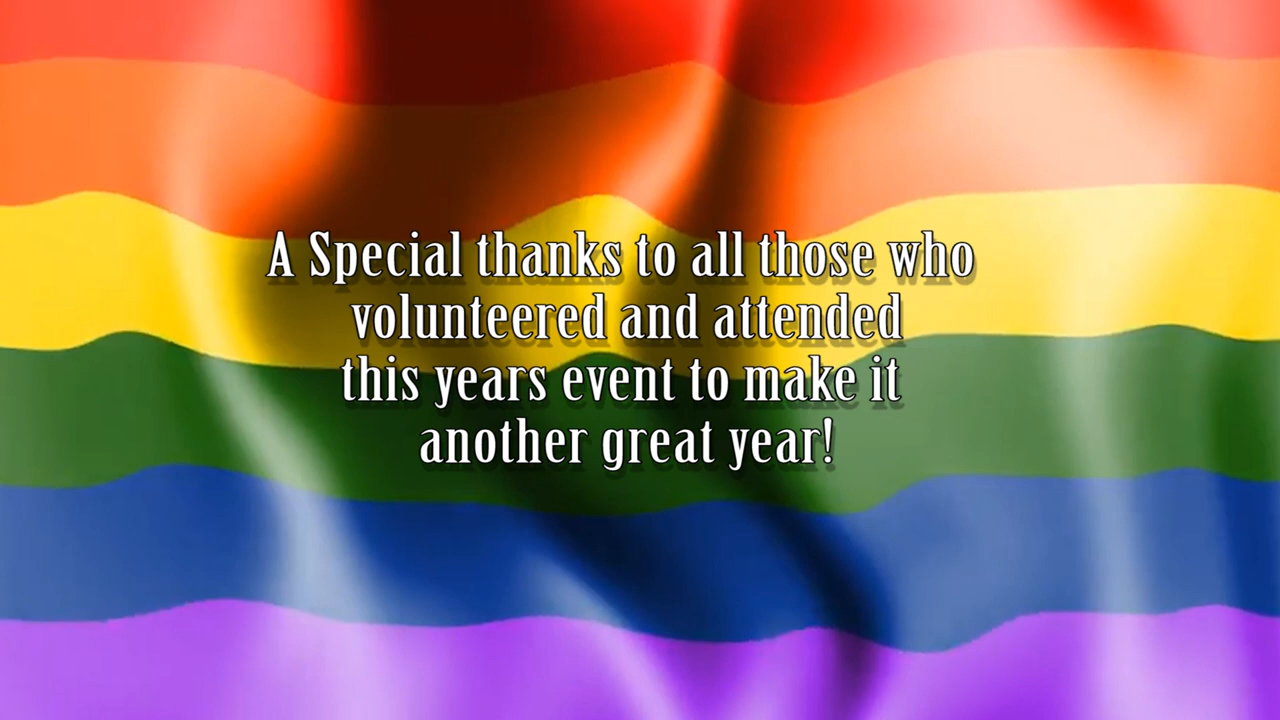 A Special thanks to all those who
volunteered and attended
this years event to make it
another great year!